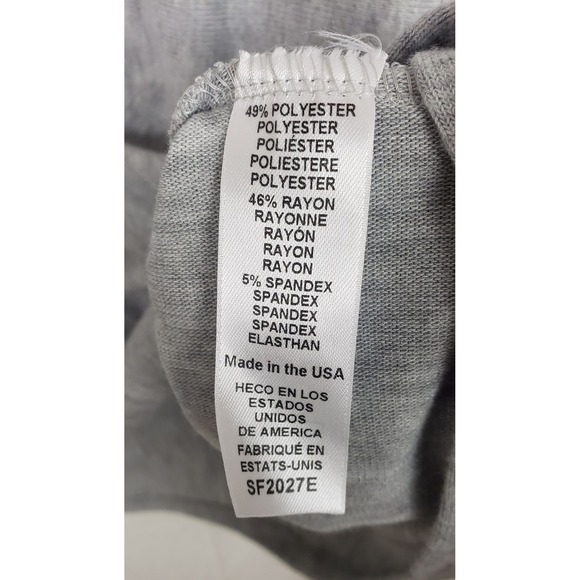 49% POLYESTER
POLYESTER
POLIÉSTER
POLIESTERE
POLYESTER
46% RAYON
RAYONNE
RAYÓN
RAYON
RAYON
5% SPANDEX
SPANDEX
SPANDEX
SPANDEX
ELASTHAN
Made in the USA
HECO EN LOS
ESTADOS
UNIDOS
DE AMERICA
FABRIQUÉ EN
ESTATS-UNIS
SF2027E